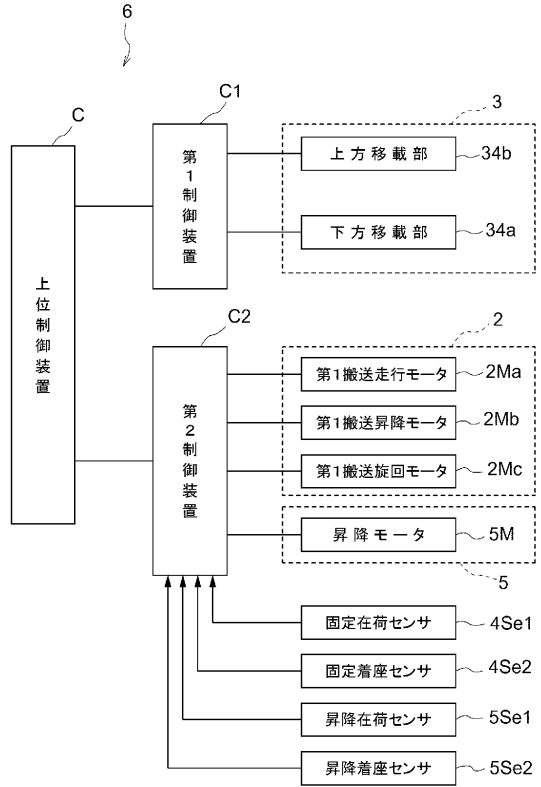 6
C
C1
3
上位制御装置
第1制御装置
上方移載部
34b
下方移載部
34a
C2
2
第2制御装置
第1搬送走行モータ
2Ma
第1搬送昇降モータ
2Mb
第1搬送旋回モータ
2Mc
昇降モータ
5M
5
固定在荷センサ
4Se1
固定着座センサ
4Se2
昇降在荷センサ
5Se1
昇降着座センサ
5Se2